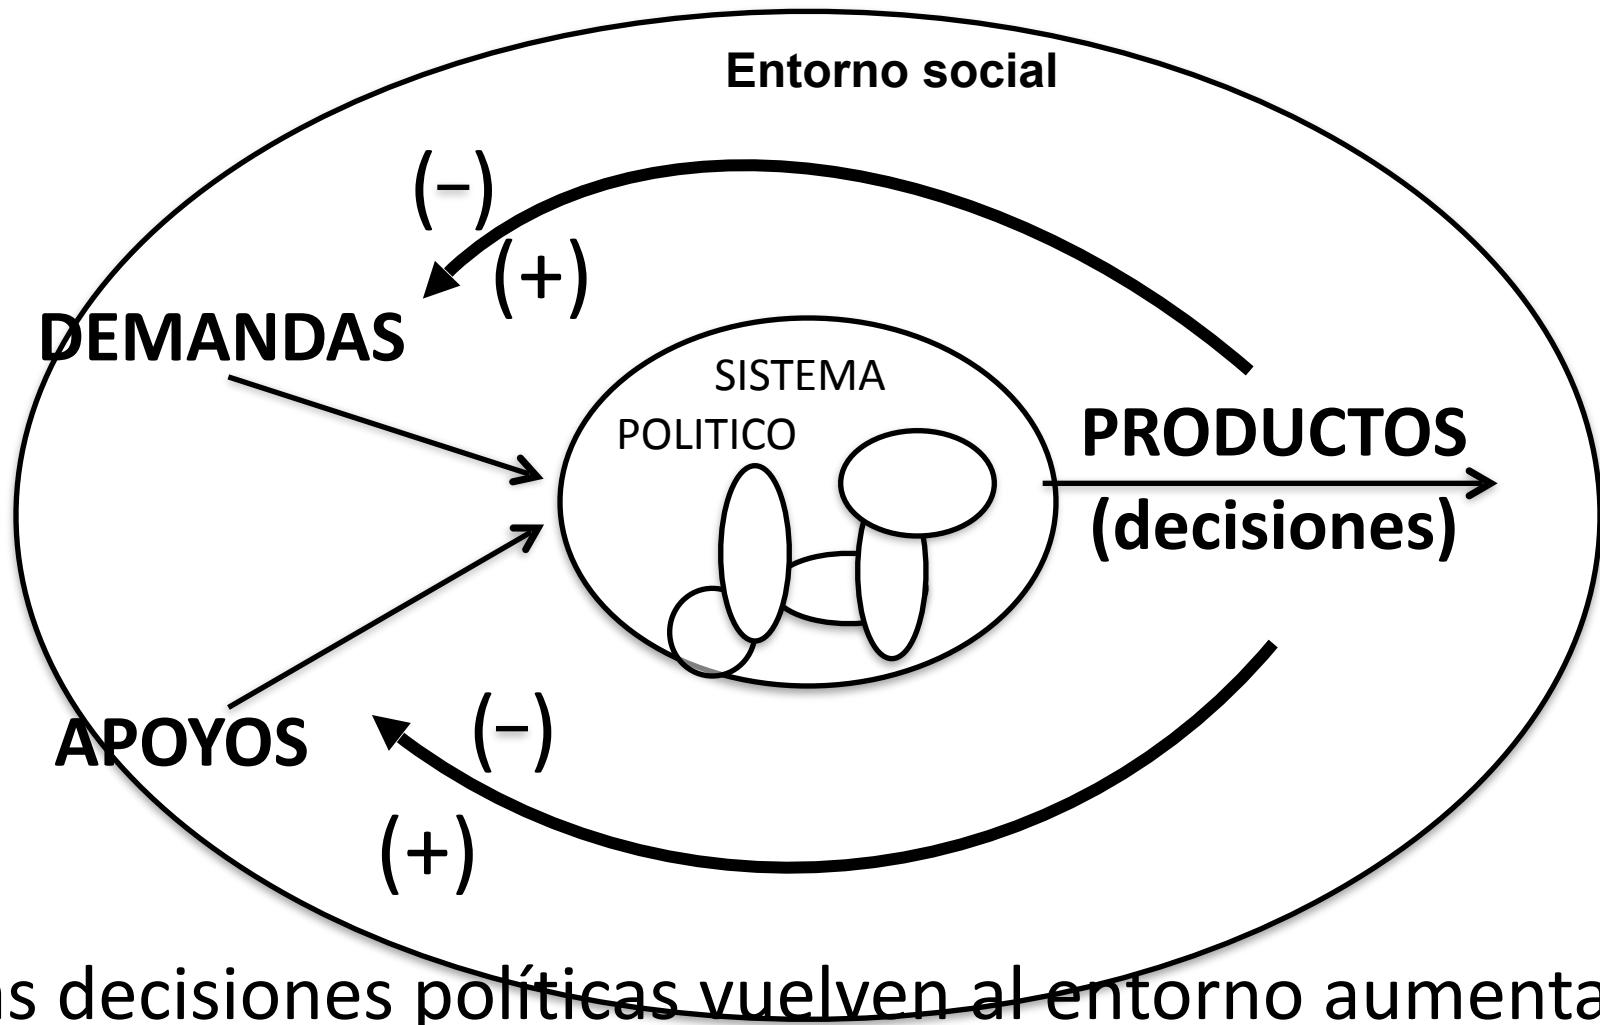 Entorno social
(−)
(+)
DEMANDAS
SISTEMA
POLITICO
PRODUCTOS
(decisiones)
(−)
APOYOS
(+)
decisiones políticas vuelven al entorno